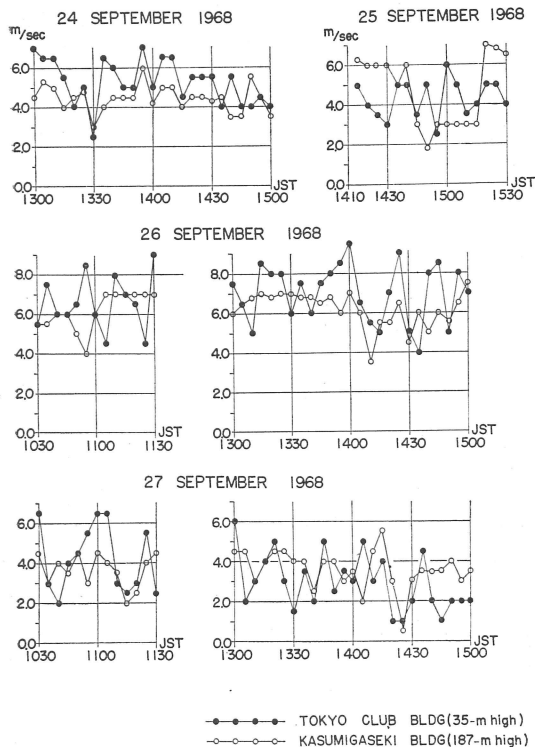 24 SEPTEMBER 1968
m/sec
6.0
4.0
2.0
0.0
1300 1330 1400 1430 1500
JST
25 SEPTEMBER 1968
m/sec
6.0
4.0
2.0
0.0
1410 1430 1500 1530
JST
26 SEPTEMBER 1968
8.0
6.0
4.0
2.0
0.0
1030 1100 1130
JST
8.0
6.0
4.0
2.0
0.0
1300 1330 1400 1430 1500
JST
27 SEPTEMBER 1968
6.0
4.0
2.0
0.0
1030 1100 1130
JST
6.0
4.0
2.0
0.0
1300 1330 1400 1430 1500
JST
TOKYO CLUB BLDG(35-m high)
KASUMIGASEKI BLDG(187-m high)